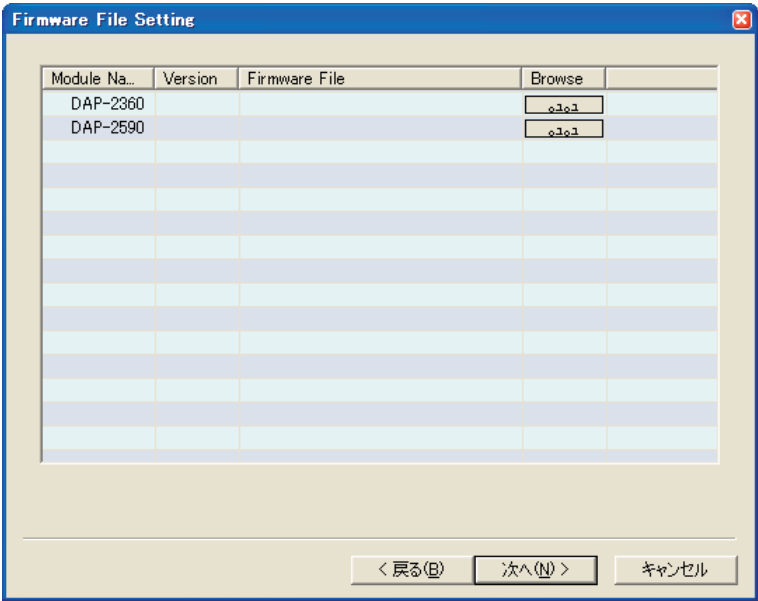 Firmware File Setting
Module Na... Version Firmware File Browse
DAP-2360
DAP-2590
< 戻る(B) 次へ(N) > キャンセル